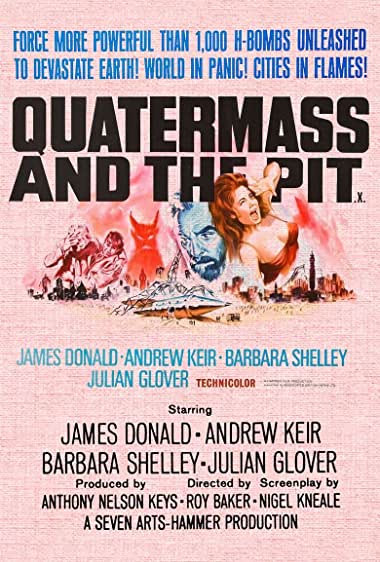 FORCE MORE POWERFUL THAN 1,000 H-BOMBS UNLEASHED
TO DEVASTATE EARTH! WORLD IN PANIC! CITIES IN FLAMES!
QUATERMASS
AND THE PIT
.X.
JAMES DONALD · ANDREW KEIR · BARBARA SHELLEY
JULIAN GLOVER TECHNICOLOR
Starring
JAMES DONALD · ANDREW KEIR
BARBARA SHELLEY · JULIAN GLOVER
Produced by Directed by Screenplay by
ANTHONY NELSON KEYS · ROY BAKER · NIGEL KNEALE
A SEVEN ARTS-HAMMER PRODUCTION